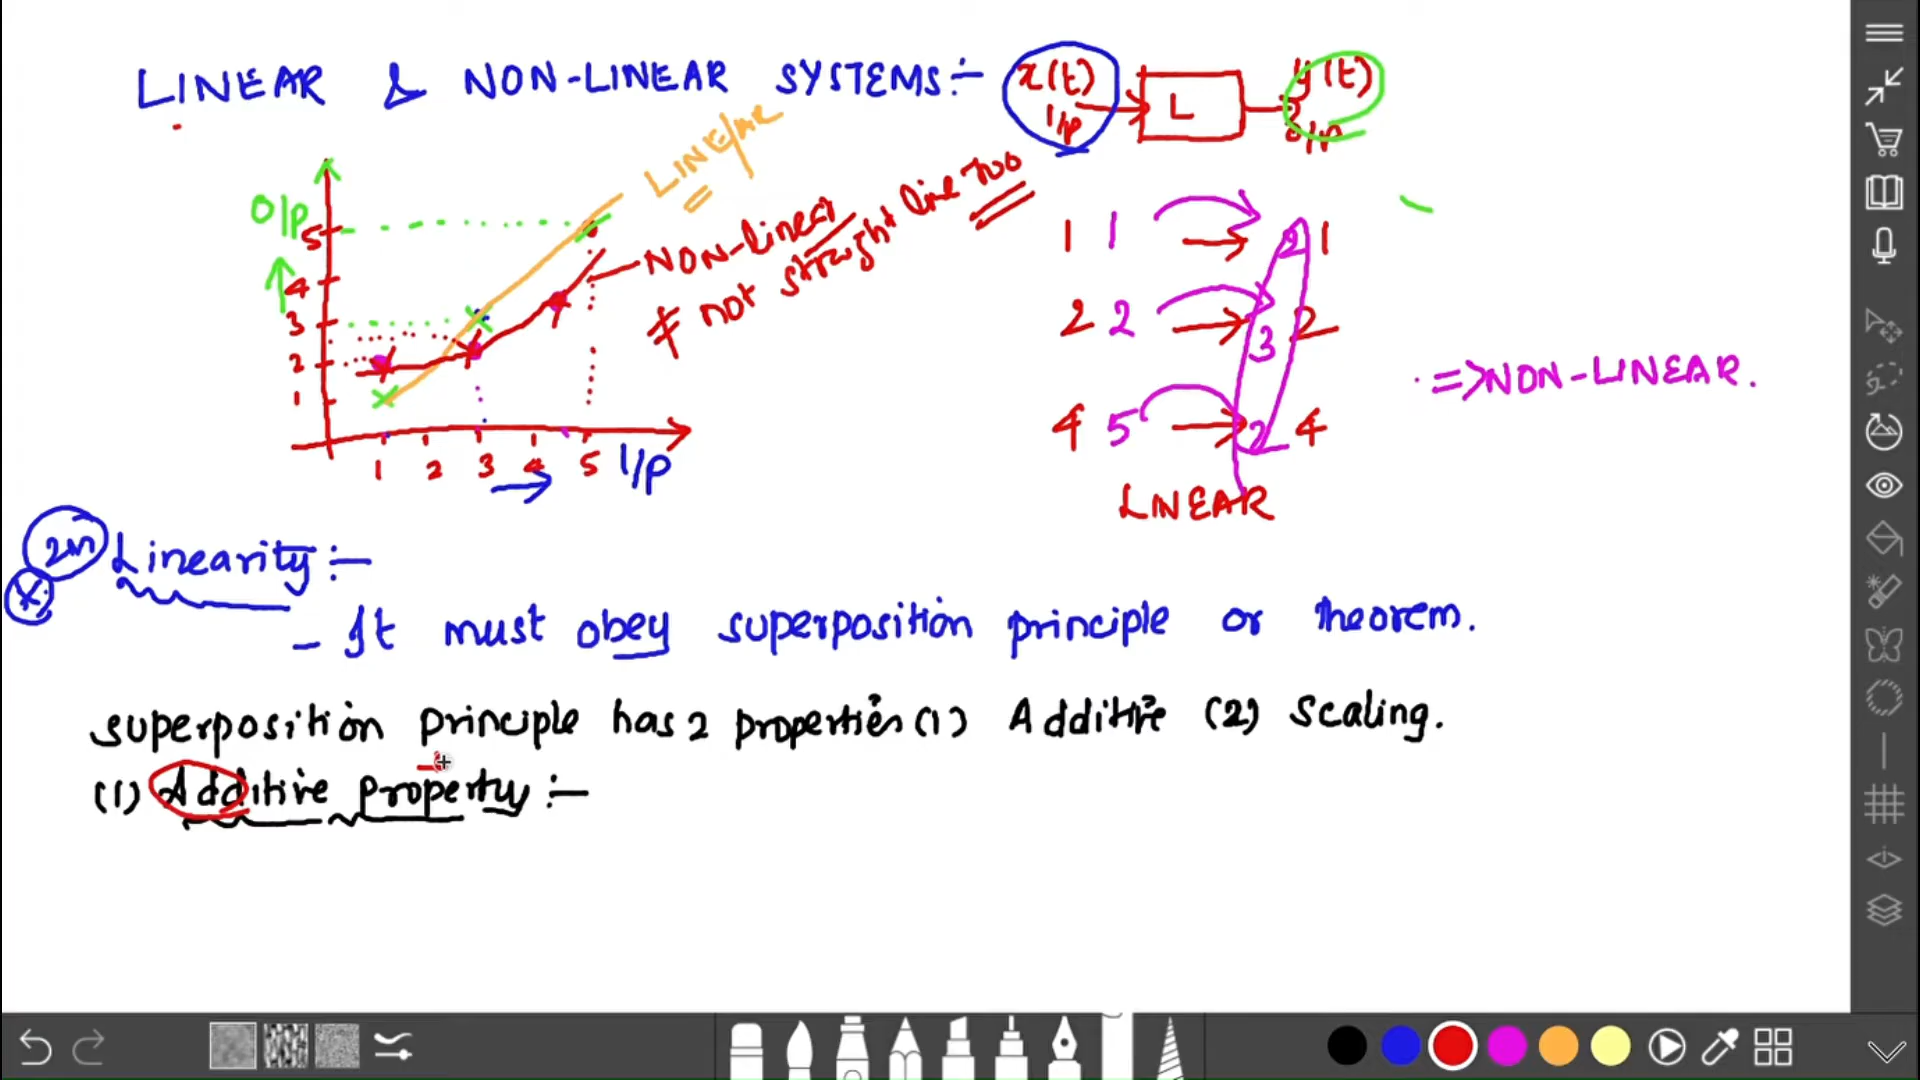 LINEAR & NON-LINEAR SYSTEMS:- x(t) L y(t)
I/P O/P
LINEAR
O/P
NON-linear
not straight line too
5
4
3
2
1
1 2 3 4 5 I/P
1 1 1
2 2 3 2
4 5 2 4
=> NON-LINEAR.
LINEAR
2m Linearity :-
- It must obey superposition principle or theorem.
superposition principle has 2 properties (1) Additive (2) Scaling.
(1) Additive property :-